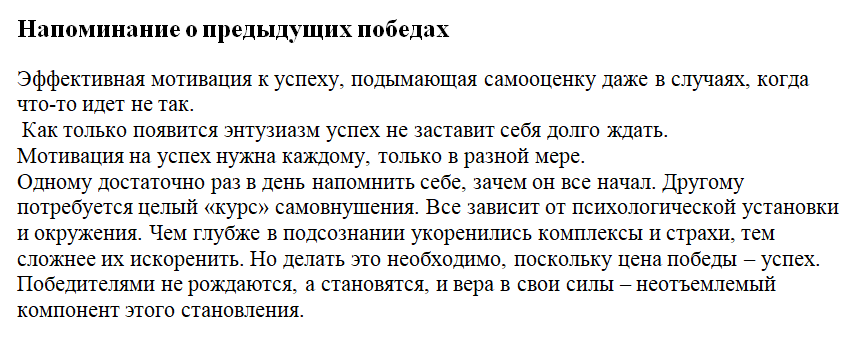 Напоминание о предыдущих победах
Эффективная мотивация к успеху, подымающая самооценку даже в случаях, когда
что-то идет не так.
Как только появится энтузиазм успех не заставит себя долго ждать.
Мотивация на успех нужна каждому, только в разной мере.
Одному достаточно раз в день напомнить себе, зачем он все начал. Другому
потребуется целый «курс» самовнушения. Все зависит от психологической установки
и окружения. Чем глубже в подсознании укоренились комплексы и страхи, тем
сложнее их искоренить. Но делать это необходимо, поскольку цена победы – успех.
Победителями не рождаются, а становятся, и вера в свои силы – неотъемлемый
компонент этого становления.